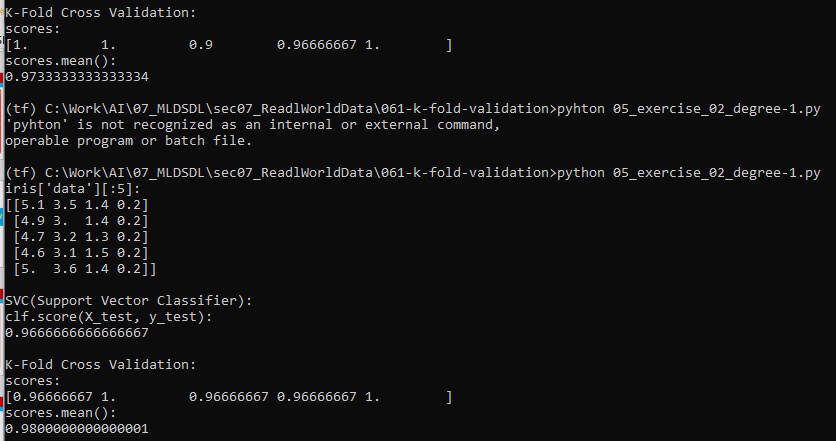 K-Fold Cross Validation:
scores:
[1.         1.         0.9        0.96666667 1.        ]
scores.mean():
0.9733333333333334
(tf) C:\Work\AI\07_MLDSDL\sec07_ReadlWorldData\061-k-fold-validation>pyhton 05_exercise_02_degree-1.py
'pyhton' is not recognized as an internal or external command,
operable program or batch file.
(tf) C:\Work\AI\07_MLDSDL\sec07_ReadlWorldData\061-k-fold-validation>python 05_exercise_02_degree-1.py
iris['data'][:5]:
[[5.1 3.5 1.4 0.2]
 [4.9 3.  1.4 0.2]
 [4.7 3.2 1.3 0.2]
 [4.6 3.1 1.5 0.2]
 [5.  3.6 1.4 0.2]]
SVC(Support Vector Classifier):
clf.score(X_test, y_test):
0.9666666666666667
K-Fold Cross Validation:
scores:
[0.96666667 1.         0.96666667 0.96666667 1.        ]
scores.mean():
0.9800000000000001